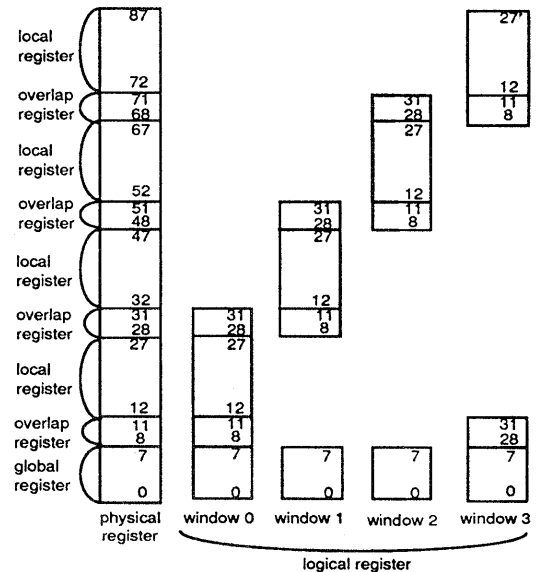 87 27'
local
register
72 12
overlap 71 31 11
register 68 28 8
67 27
local
register
52 12
overlap 51 31 11
register 48 28 8
47 27
local
register
32 12
overlap 31 31 11
register 28 28 8
27 27
local
register
12 12
overlap 11 11 31
register 8 8 28
global 7 7 7 7 7
register
0 0 0 0 0
physical window 0 window 1 window 2 window 3
register
logical register